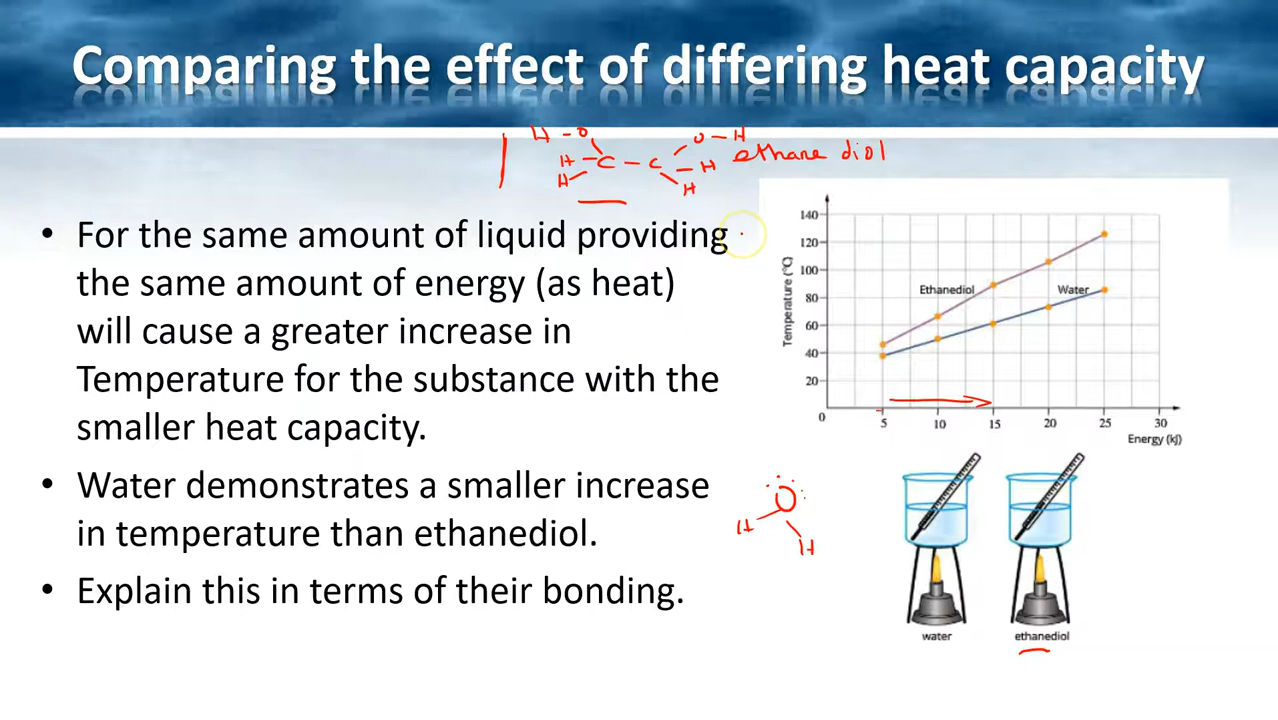 Comparing the effect of differing heat capacity
H - O
O - H
H - C - C - H
ethane diol
H
H
• For the same amount of liquid providing
the same amount of energy (as heat)
will cause a greater increase in
Temperature for the substance with the
smaller heat capacity.
• Water demonstrates a smaller increase
in temperature than ethanediol.
• Explain this in terms of their bonding.
Temperature (°C)
140
120
100
80
60
40
20
0
Ethanediol
Water
5 10 15 20 25 30
Energy (kJ)
O
H
H
water
ethanediol